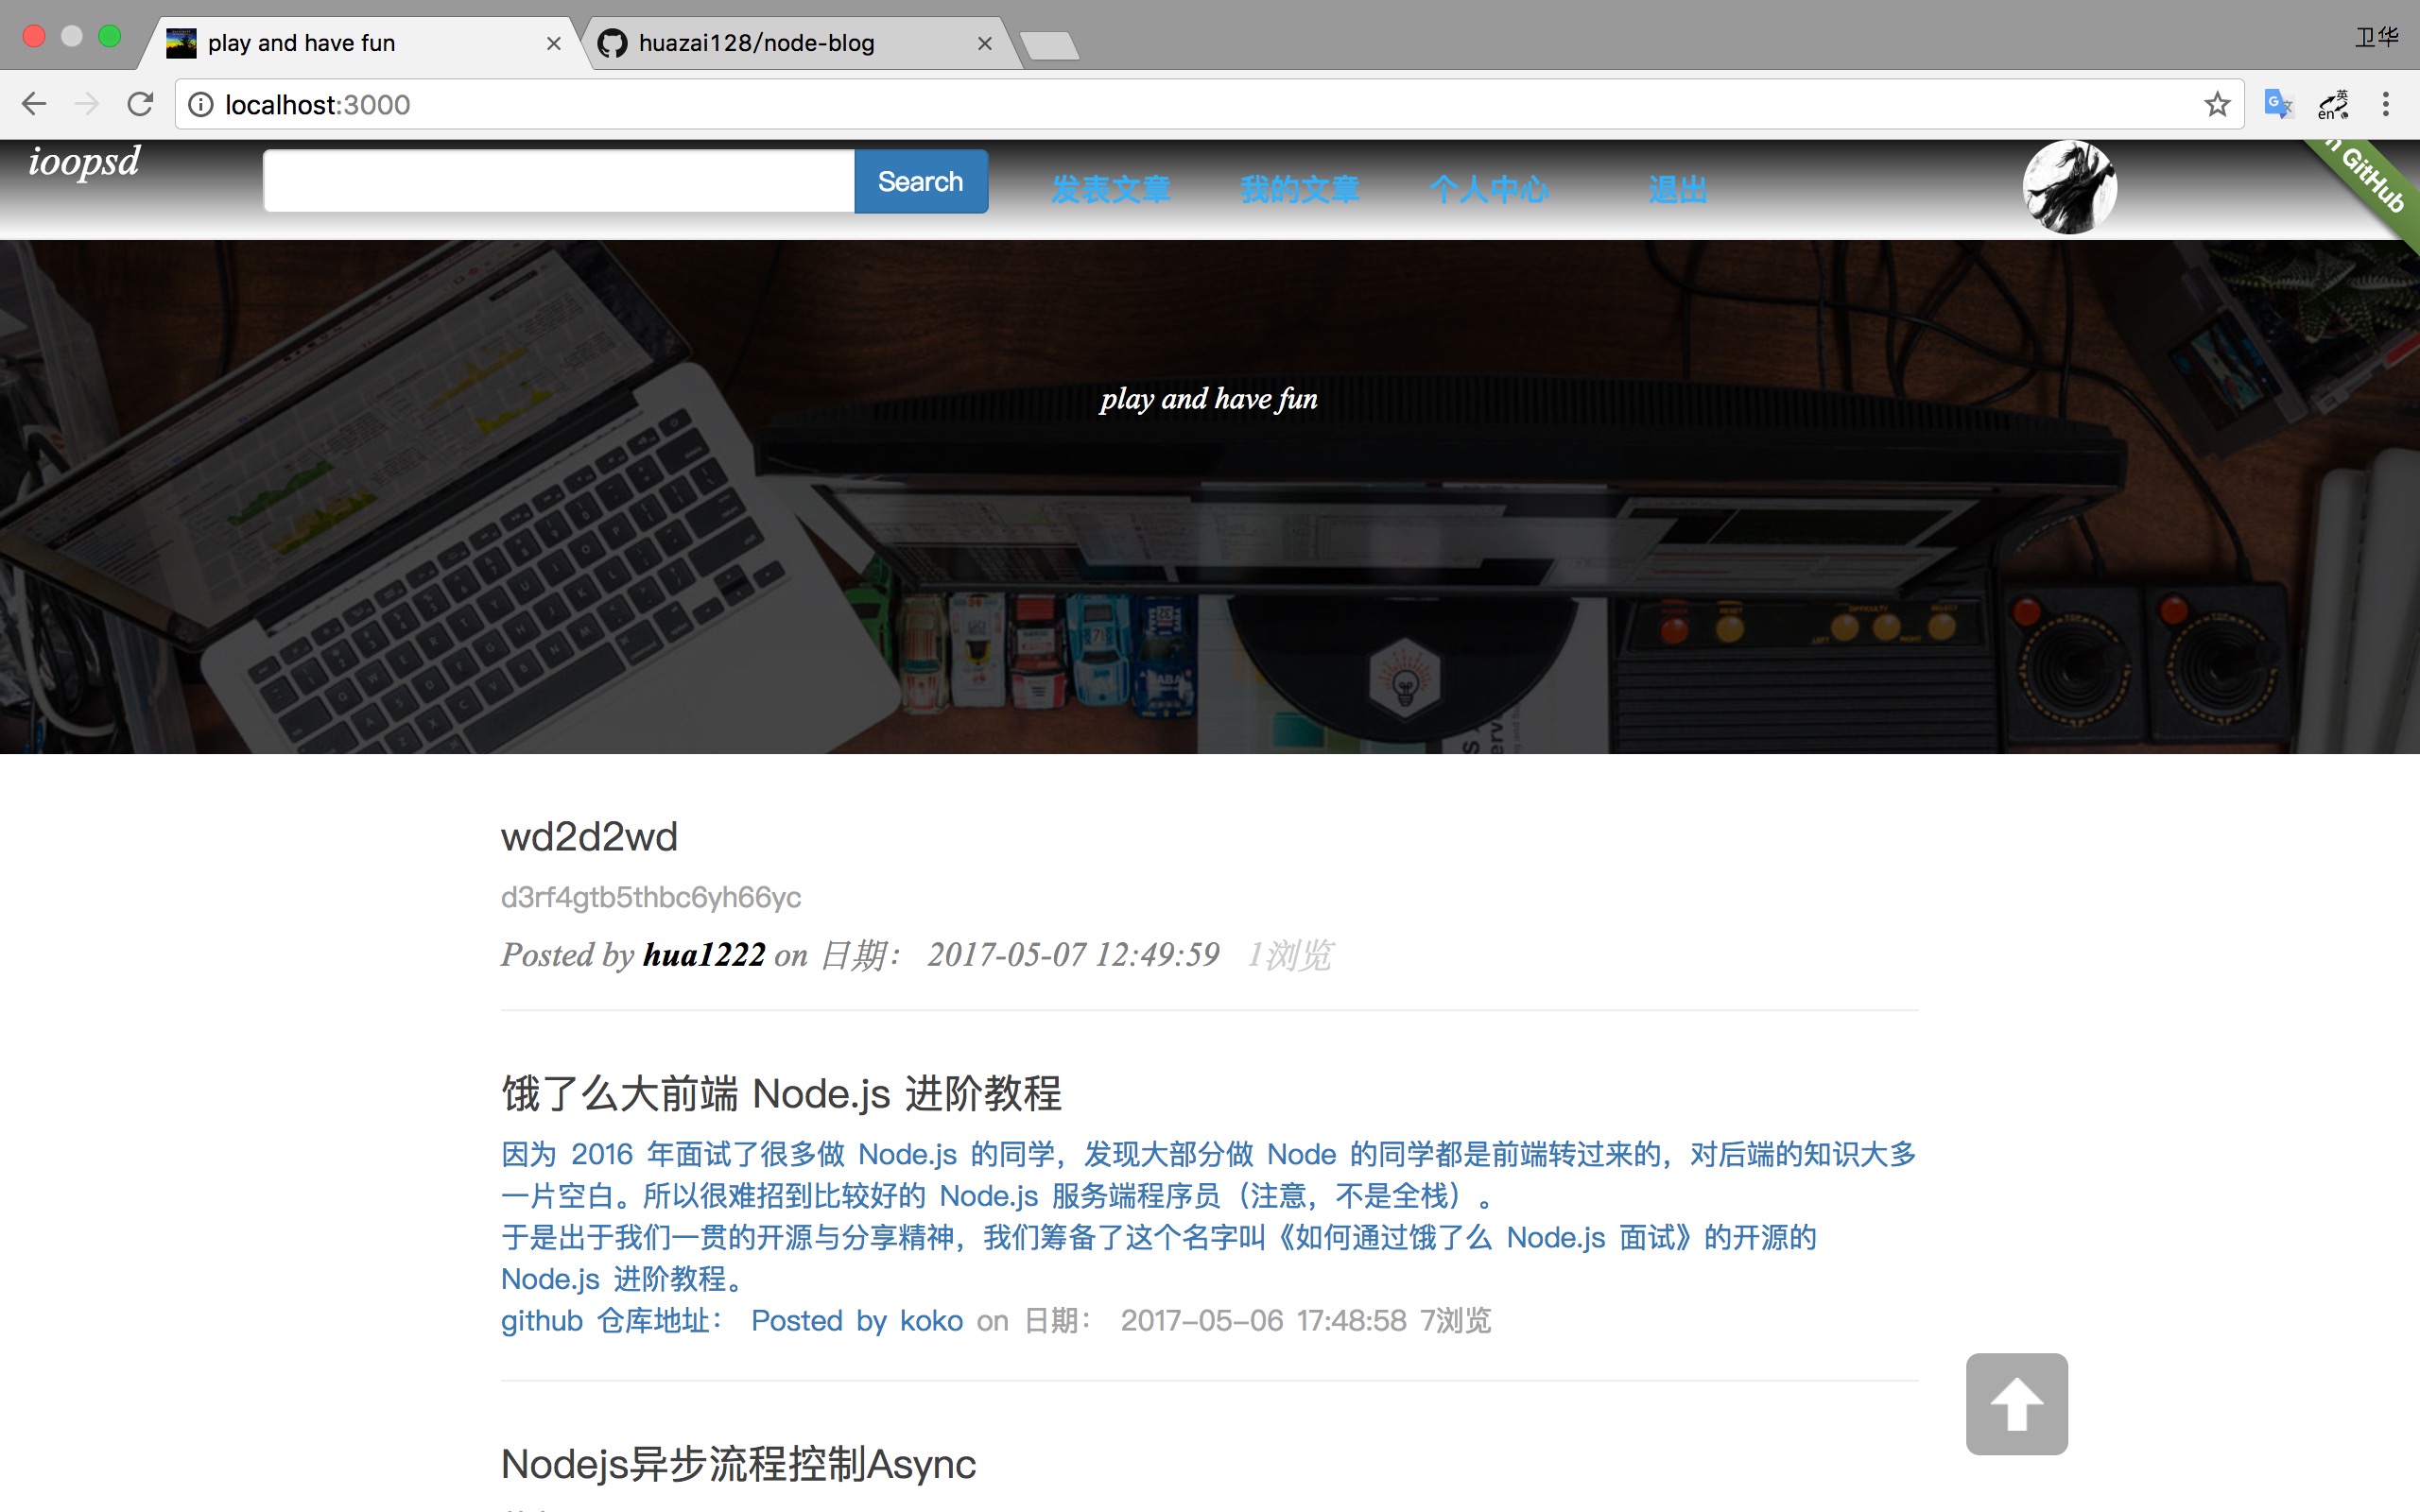 play and have fun
huazai128/node-blog
卫华
localhost:3000
英
en
ioopsd
Search
发表文章
我的文章
个人中心
退出
GitHub
play and have fun
wd2d2wd
d3rf4gtb5thbc6yh66yc
Posted by hua1222 on 日期： 2017-05-07 12:49:59 1浏览
饿了么大前端 Node.js 进阶教程
因为 2016 年面试了很多做 Node.js 的同学，发现大部分做 Node 的同学都是前端转过来的，对后端的知识大多
一片空白。所以很难招到比较好的 Node.js 服务端程序员（注意，不是全栈）。
于是出于我们一贯的开源与分享精神，我们筹备了这个名字叫《如何通过饿了么 Node.js 面试》的开源的
Node.js 进阶教程。
github 仓库地址： Posted by koko on 日期： 2017-05-06 17:48:58 7浏览
Nodejs异步流程控制Async